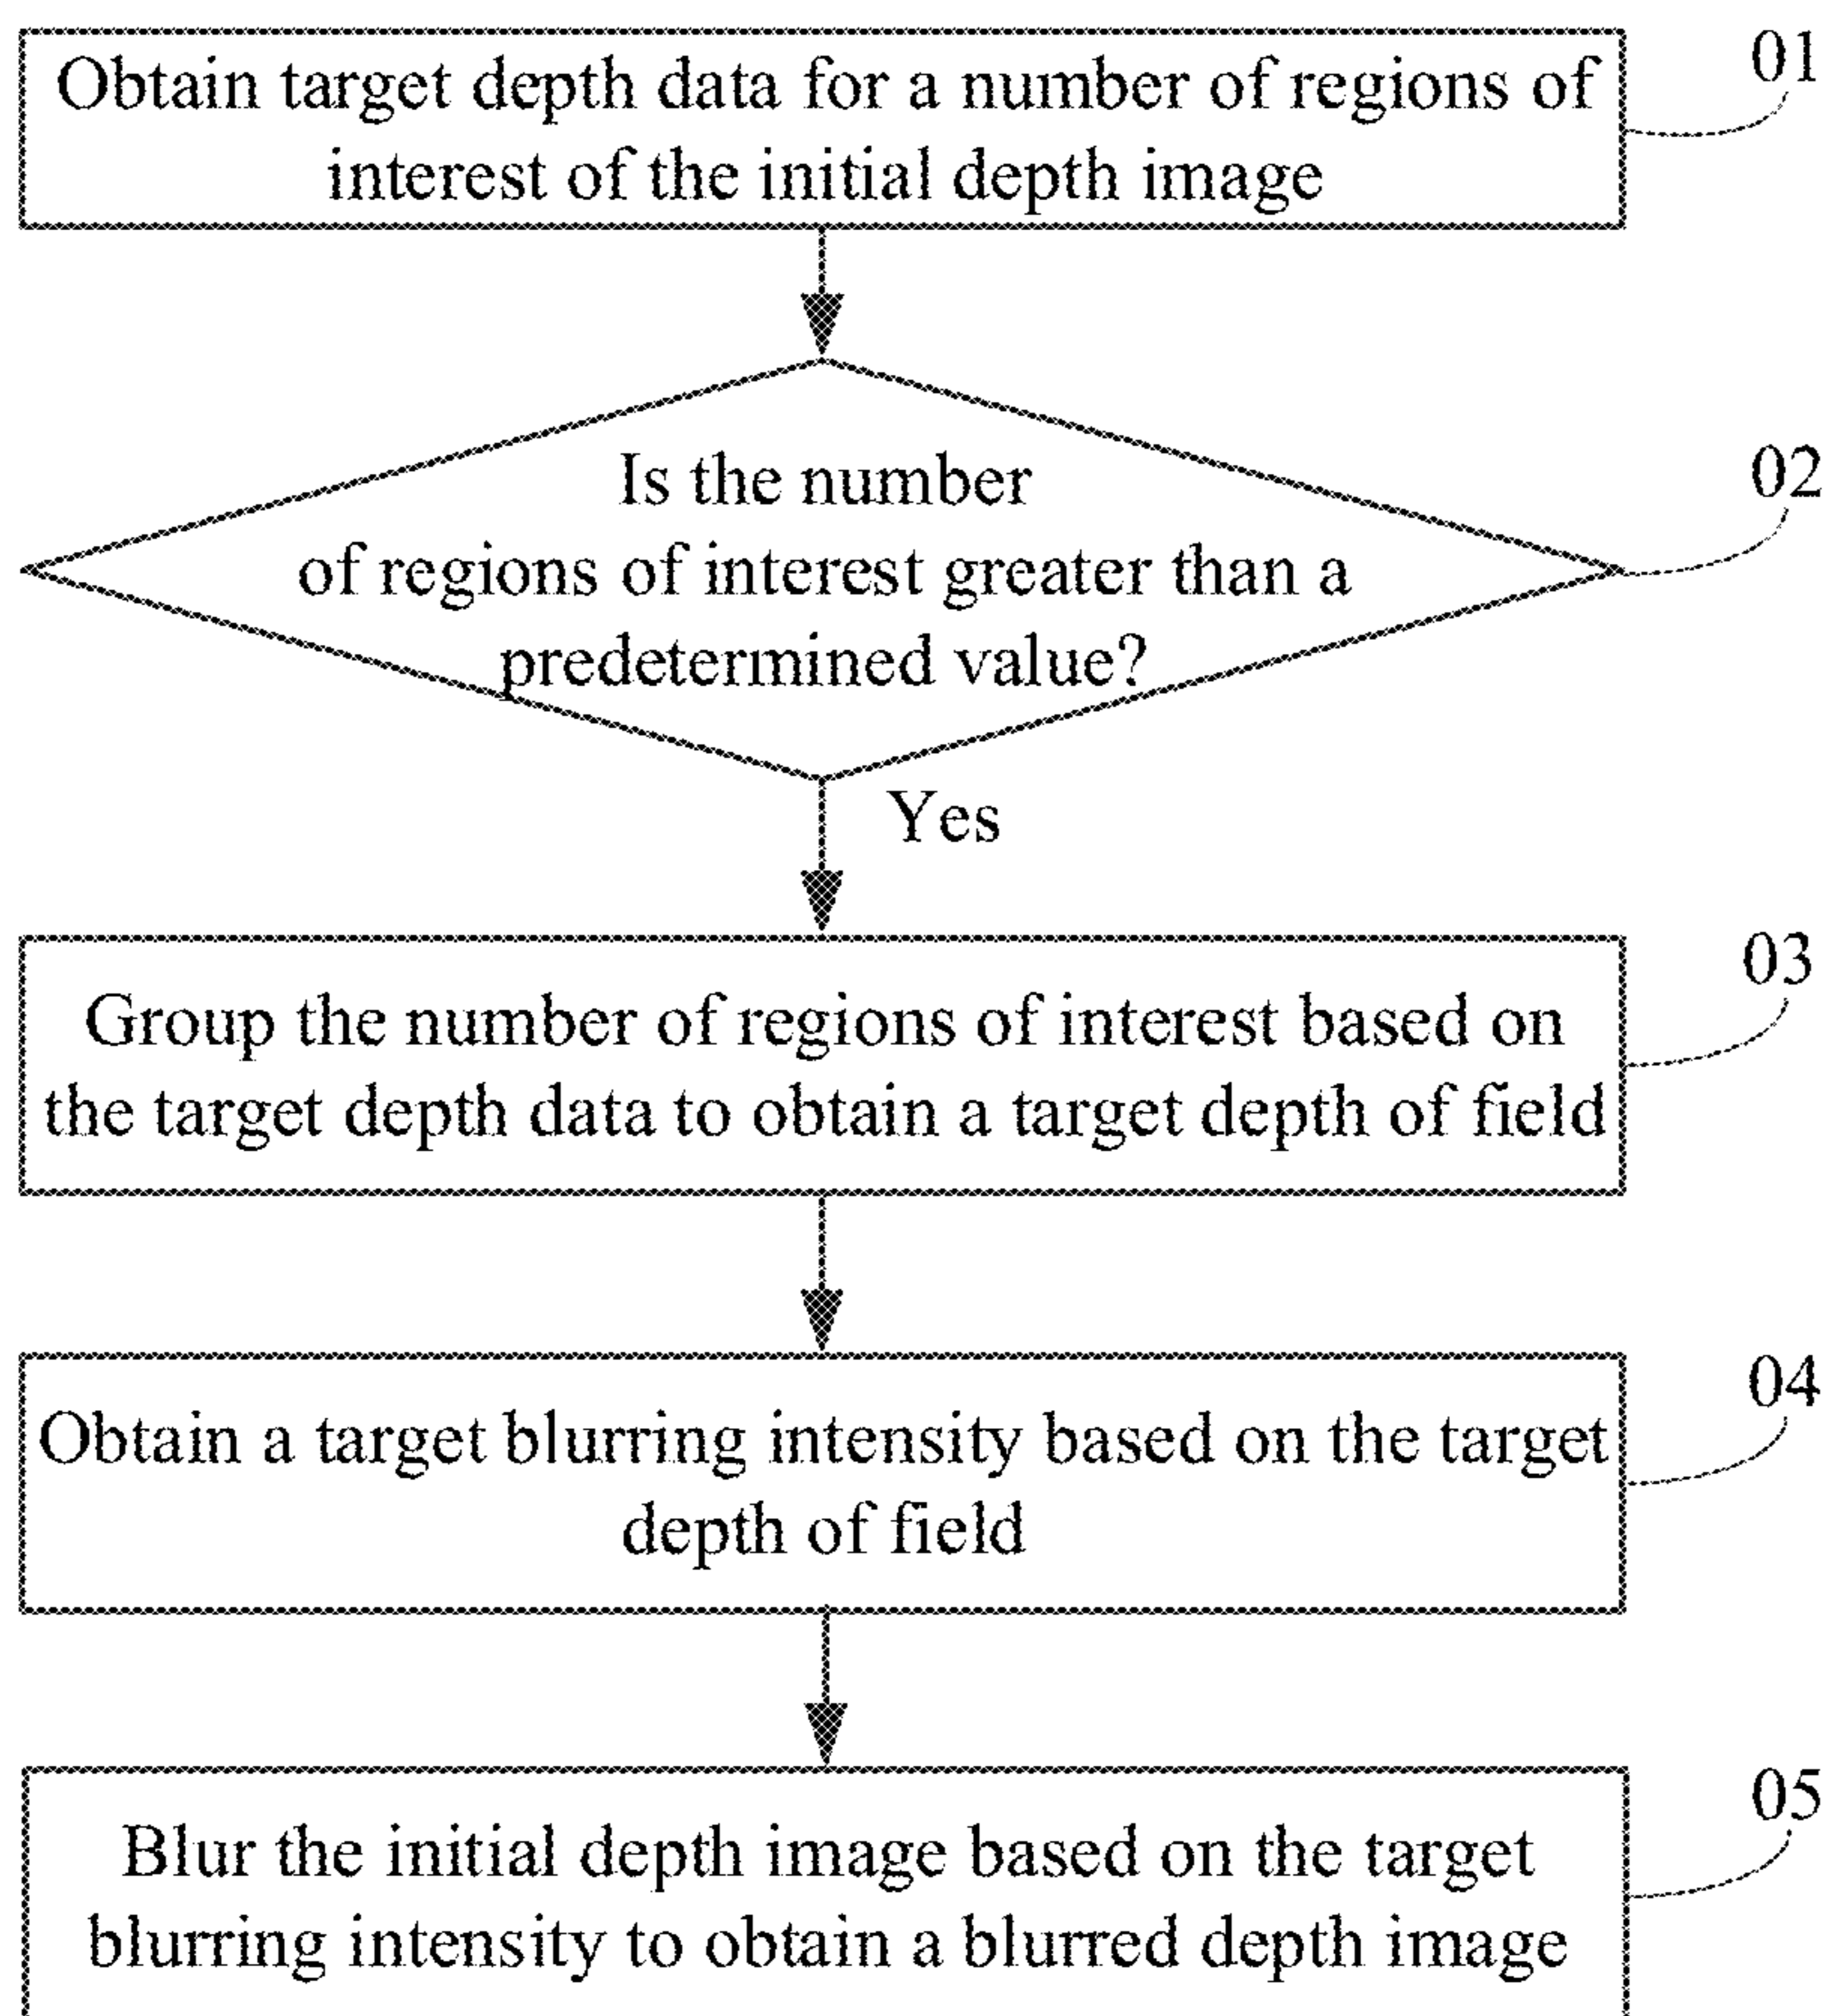 Obtain target depth data for a number of regions of
interest of the initial depth image
01
Is the number
of regions of interest greater than a
predetermined value?
02
Yes
Group the number of regions of interest based on
the target depth data to obtain a target depth of field
03
Obtain a target blurring intensity based on the target
depth of field
04
Blur the initial depth image based on the target
blurring intensity to obtain a blurred depth image
05